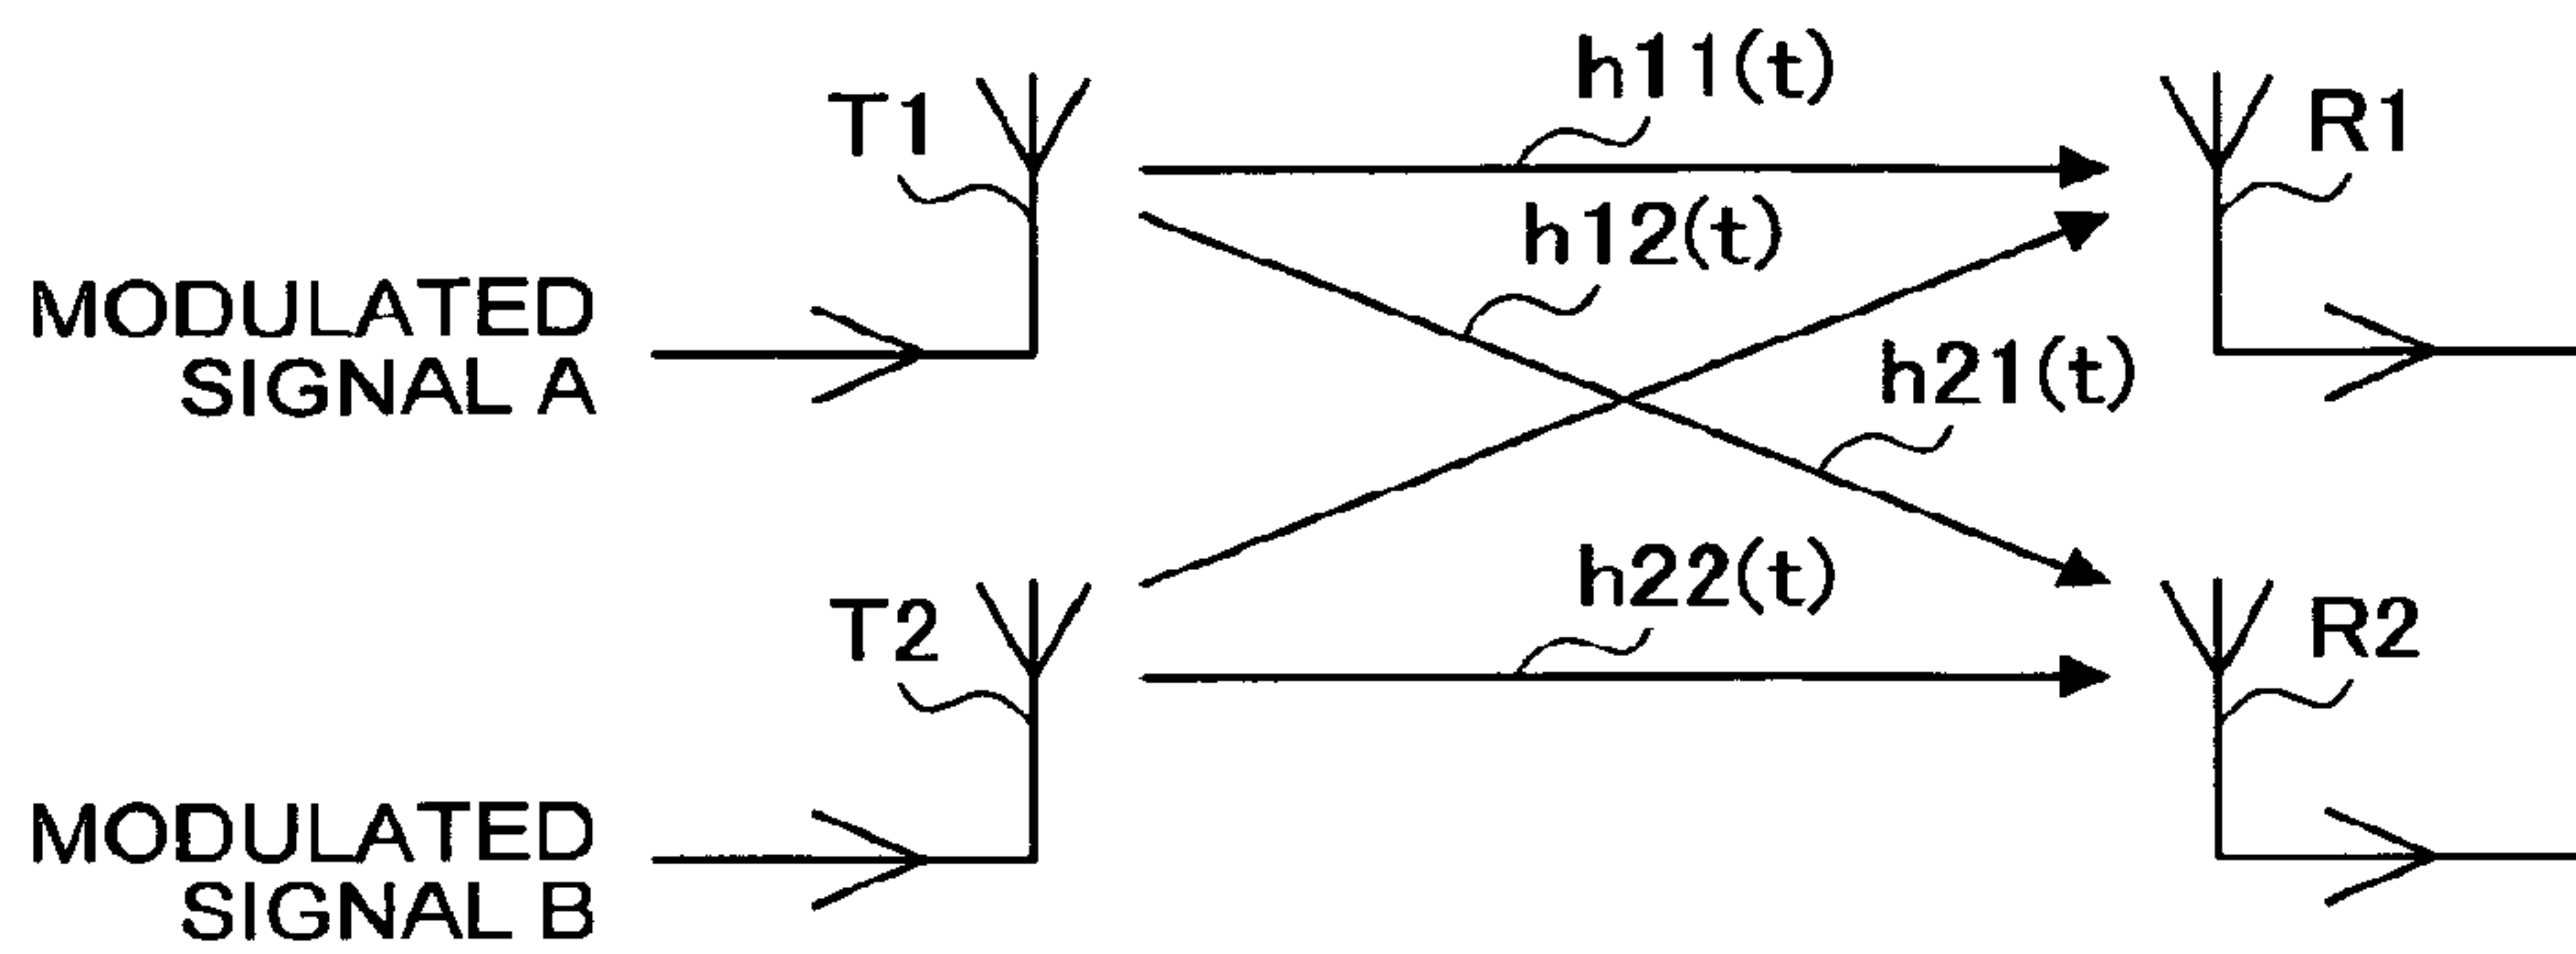 h11(t)
T1
R1
h12(t)
MODULATED
SIGNAL A
h21(t)
h22(t)
T2
R2
MODULATED
SIGNAL B